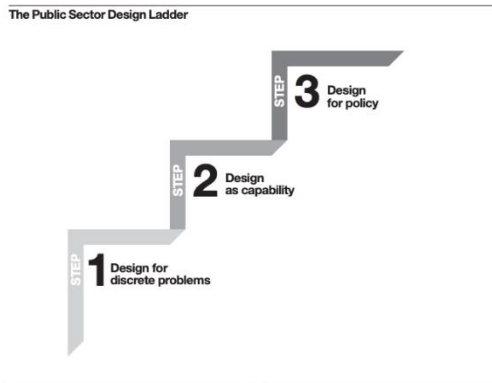 The Public Sector Design Ladder
STEP 3 Design
for policy
STEP 2 Design
as capability
STEP 1 Design for
discrete problems